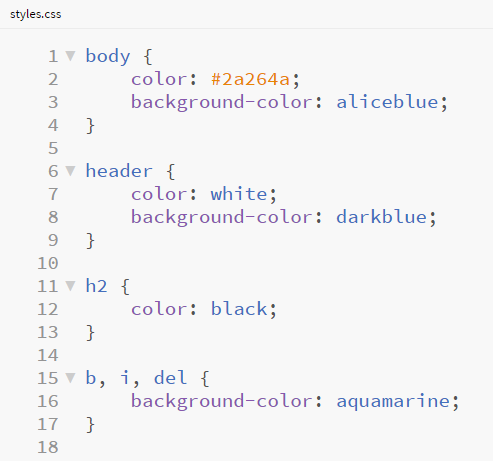 styles.css
1 body {
2     color: #2a264a;
3     background-color: aliceblue;
4 }
5
6 header {
7     color: white;
8     background-color: darkblue;
9 }
10
11 h2 {
12     color: black;
13 }
14
15 b, i, del {
16     background-color: aquamarine;
17 }
18